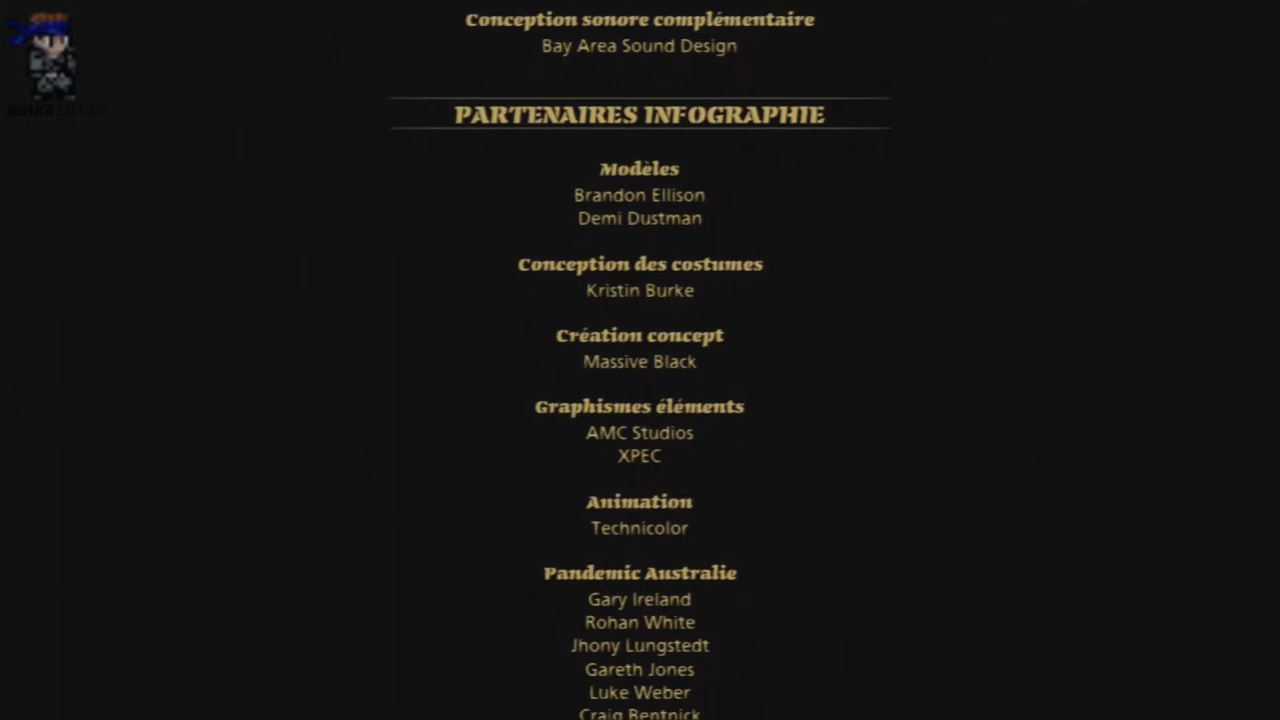 Conception sonore complémentaire
Bay Area Sound Design
PARTENAIRES INFOGRAPHIE
Modèles
Brandon Ellison
Demi Dustman
Conception des costumes
Kristin Burke
Création concept
Massive Black
Graphismes éléments
AMC Studios
XPEC
Animation
Technicolor
Pandemic Australie
Gary Ireland
Rohan White
Jhony Lungstedt
Gareth Jones
Luke Weber
Craig Bentnick